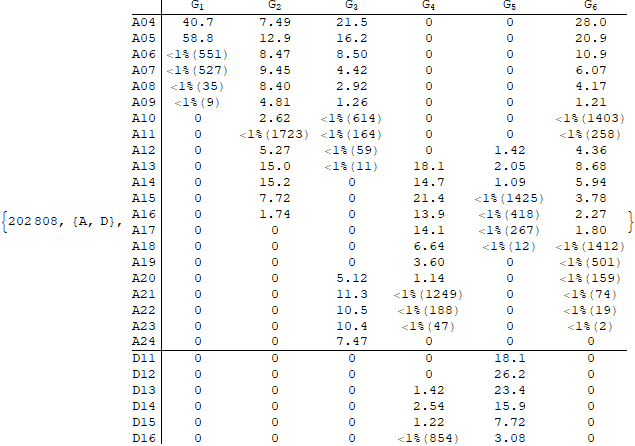 G1 G2 G3 G4 G5 G6
A04 40.7 7.49 21.5 0 0 28.0
A05 58.8 12.9 16.2 0 0 20.9
A06 <1%(551) 8.47 8.50 0 0 10.9
A07 <1%(527) 9.45 4.42 0 0 6.07
A08 <1%(35) 8.40 2.92 0 0 4.17
A09 <1%(9) 4.81 1.26 0 0 1.21
A10 0 2.62 <1%(614) 0 0 <1%(1403)
A11 0 <1%(1723) <1%(164) 0 0 <1%(258)
A12 0 5.27 <1%(59) 0 1.42 4.36
A13 0 15.0 <1%(11) 18.1 2.05 8.68
A14 0 15.2 0 14.7 1.09 5.94
A15 0 7.72 0 21.4 <1%(1425) 3.78
{202808, {A, D}, A16 0 1.74 0 13.9 <1%(418) 2.27 }
A17 0 0 0 14.1 <1%(267) 1.80
A18 0 0 0 6.64 <1%(12) <1%(1412)
A19 0 0 0 3.60 0 <1%(501)
A20 0 0 5.12 1.14 0 <1%(159)
A21 0 0 11.3 <1%(1249) 0 <1%(74)
A22 0 0 10.5 <1%(188) 0 <1%(19)
A23 0 0 10.4 <1%(47) 0 <1%(2)
A24 0 0 7.47 0 0 0
D11 0 0 0 0 18.1 0
D12 0 0 0 0 26.2 0
D13 0 0 0 1.42 23.4 0
D14 0 0 0 2.54 15.9 0
D15 0 0 0 1.22 7.72 0
D16 0 0 0 <1%(854) 3.08 0